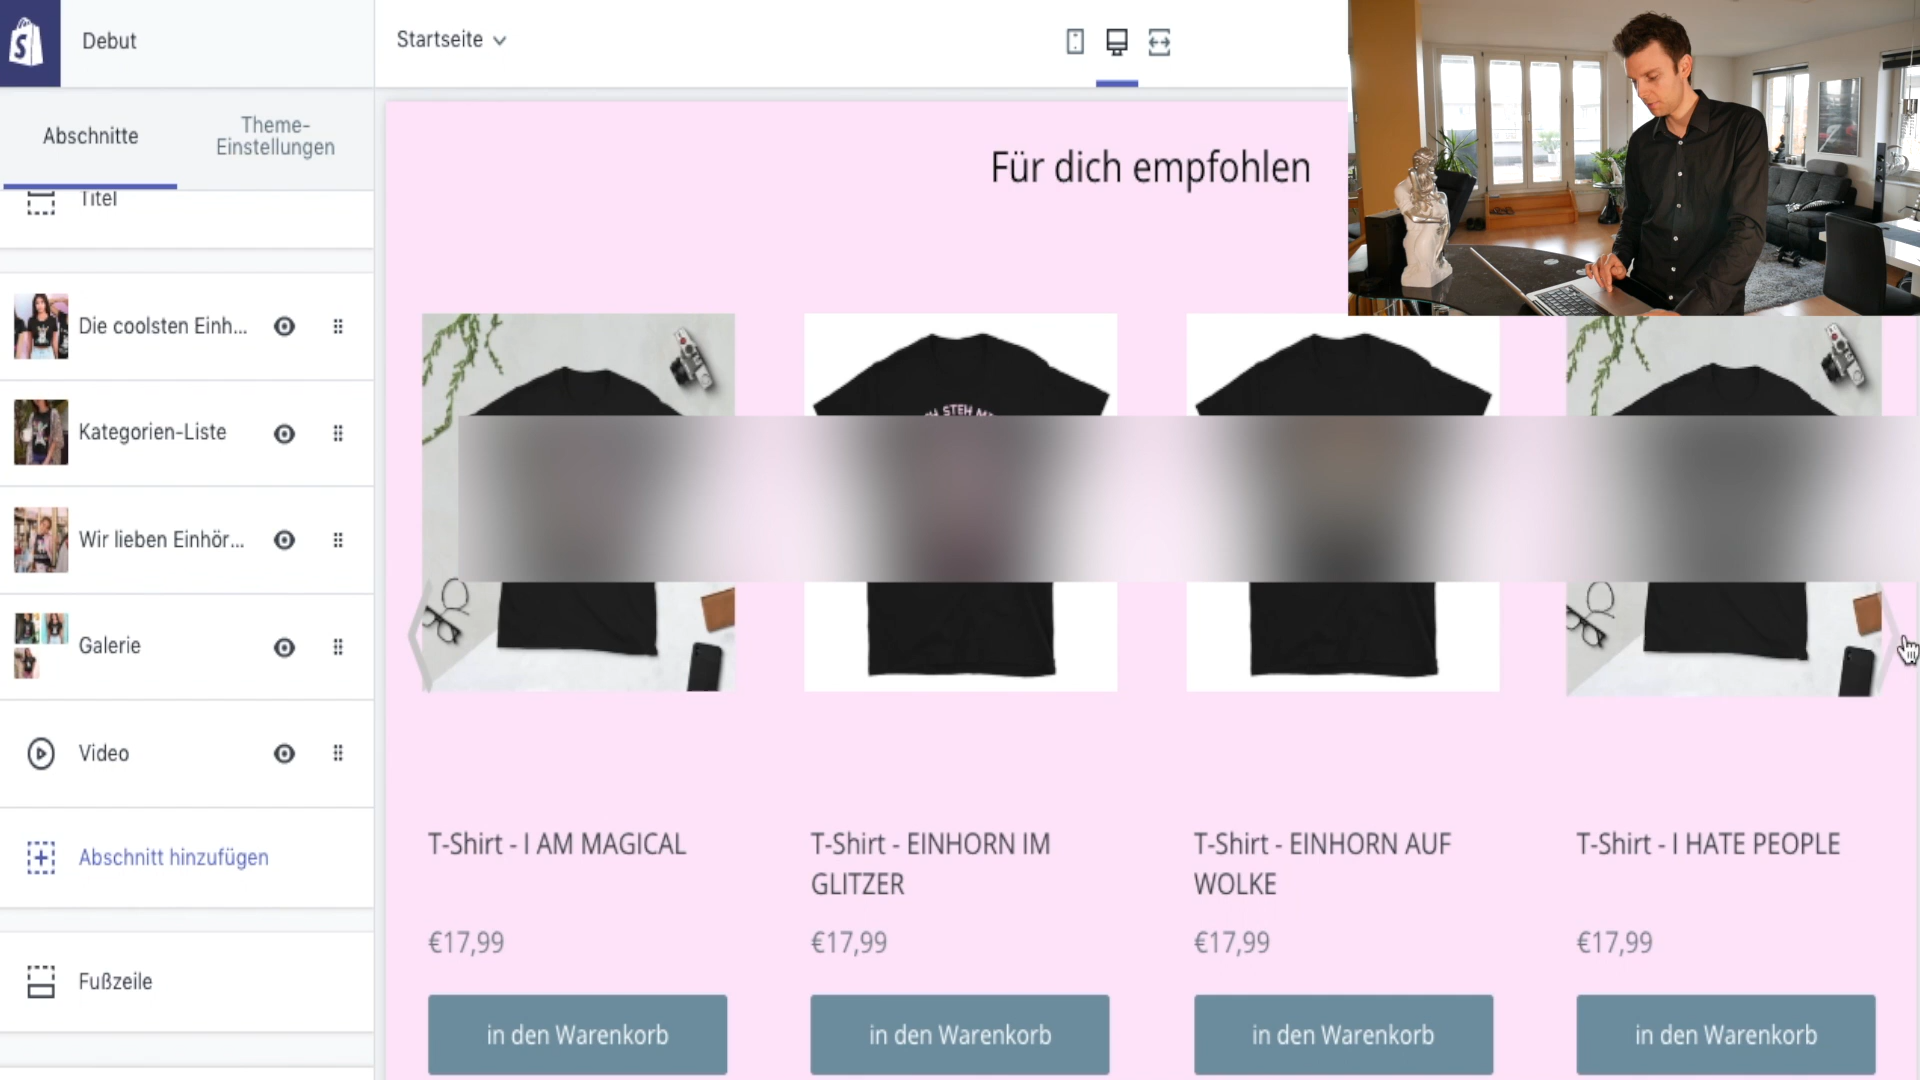 Debut
Startseite
Abschnitte
Theme-
Einstellungen
Titel
Für dich empfohlen
Die coolsten Einh...
Kategorien-Liste
Wir lieben Einhör...
Galerie
Video
Abschnitt hinzufügen
Fußzeile
STEH
T-Shirt - I AM MAGICAL
€17,99
in den Warenkorb
T-Shirt - EINHORN IM
GLITZER
€17,99
in den Warenkorb
T-Shirt - EINHORN AUF
WOLKE
€17,99
in den Warenkorb
T-Shirt - I HATE PEOPLE
€17,99
in den Warenkorb